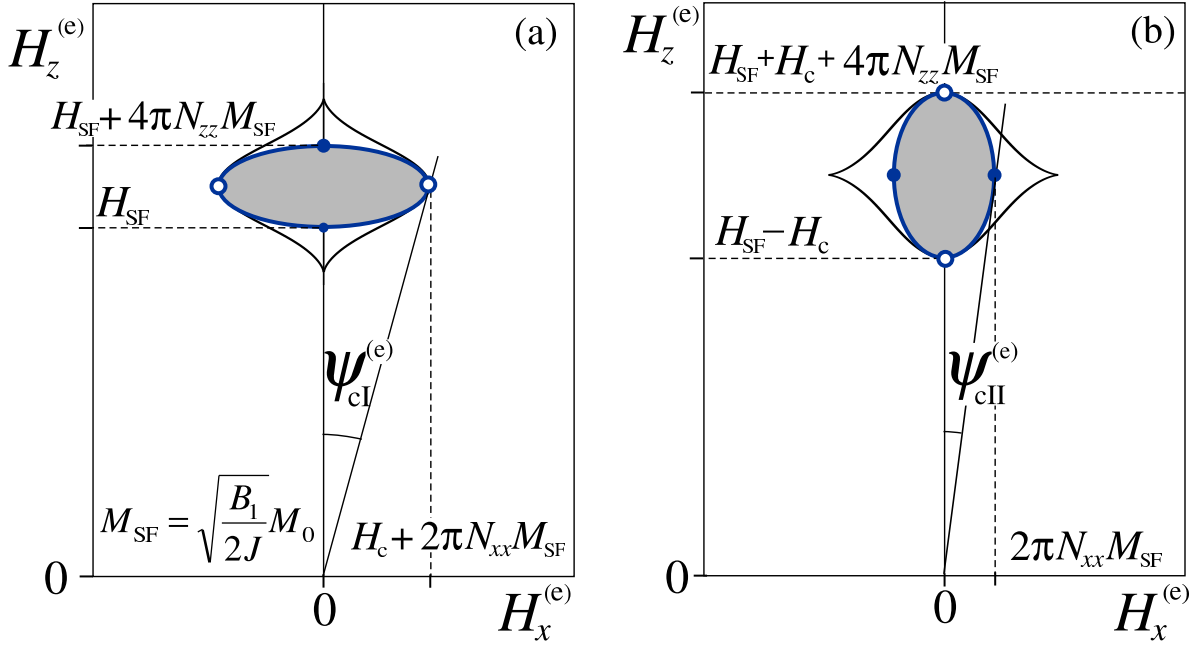 (a)
H_z^(e)
H_SF + 4πN_zz M_SF
H_SF
ψ_cI^(e)
M_SF = √(B_1/2J) M_0
H_c + 2πN_xx M_SF
0
0
H_x^(e)
(b)
H_z^(e)
H_SF + H_c + 4πN_zz M_SF
H_SF − H_c
ψ_cII^(e)
2πN_xx M_SF
0
0
H_x^(e)